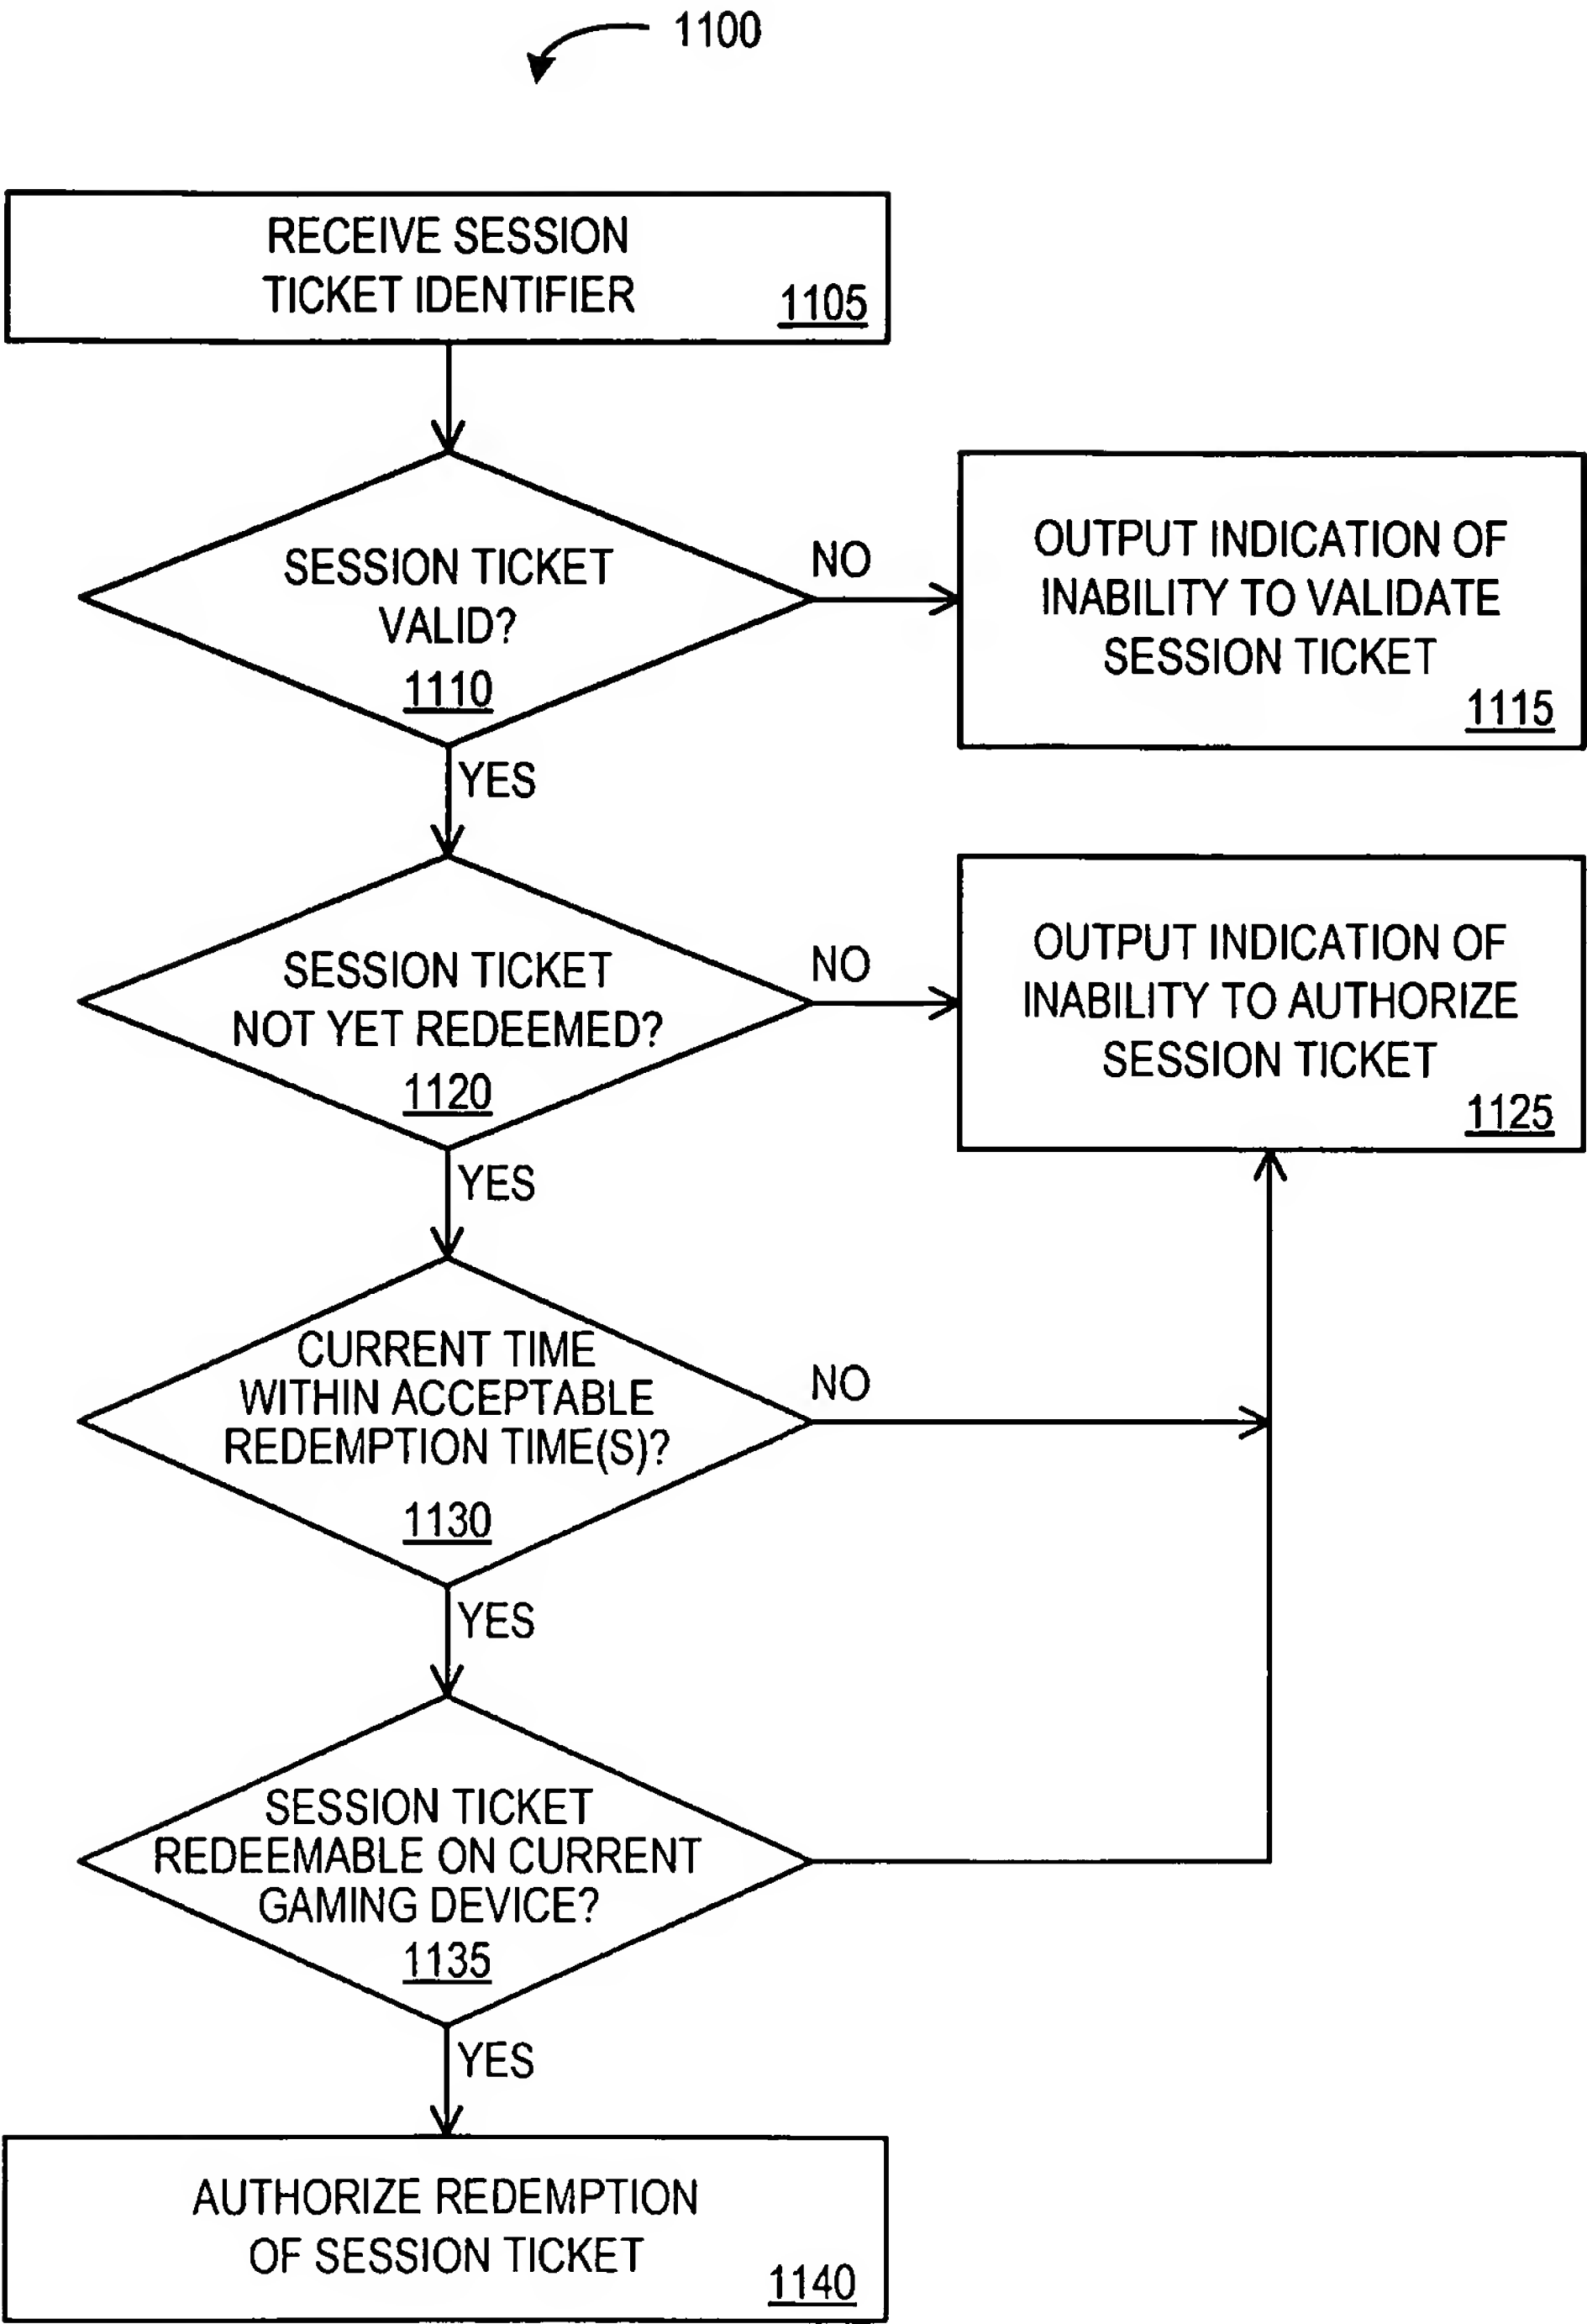 1100
RECEIVE SESSION
TICKET IDENTIFIER
1105
SESSION TICKET
VALID?
1110
NO
OUTPUT INDICATION OF
INABILITY TO VALIDATE
SESSION TICKET
1115
YES
SESSION TICKET
NOT YET REDEEMED?
1120
NO
OUTPUT INDICATION OF
INABILITY TO AUTHORIZE
SESSION TICKET
1125
YES
CURRENT TIME
WITHIN ACCEPTABLE
REDEMPTION TIME(S)?
1130
NO
YES
SESSION TICKET
REDEEMABLE ON CURRENT
GAMING DEVICE?
1135
YES
AUTHORIZE REDEMPTION
OF SESSION TICKET
1140